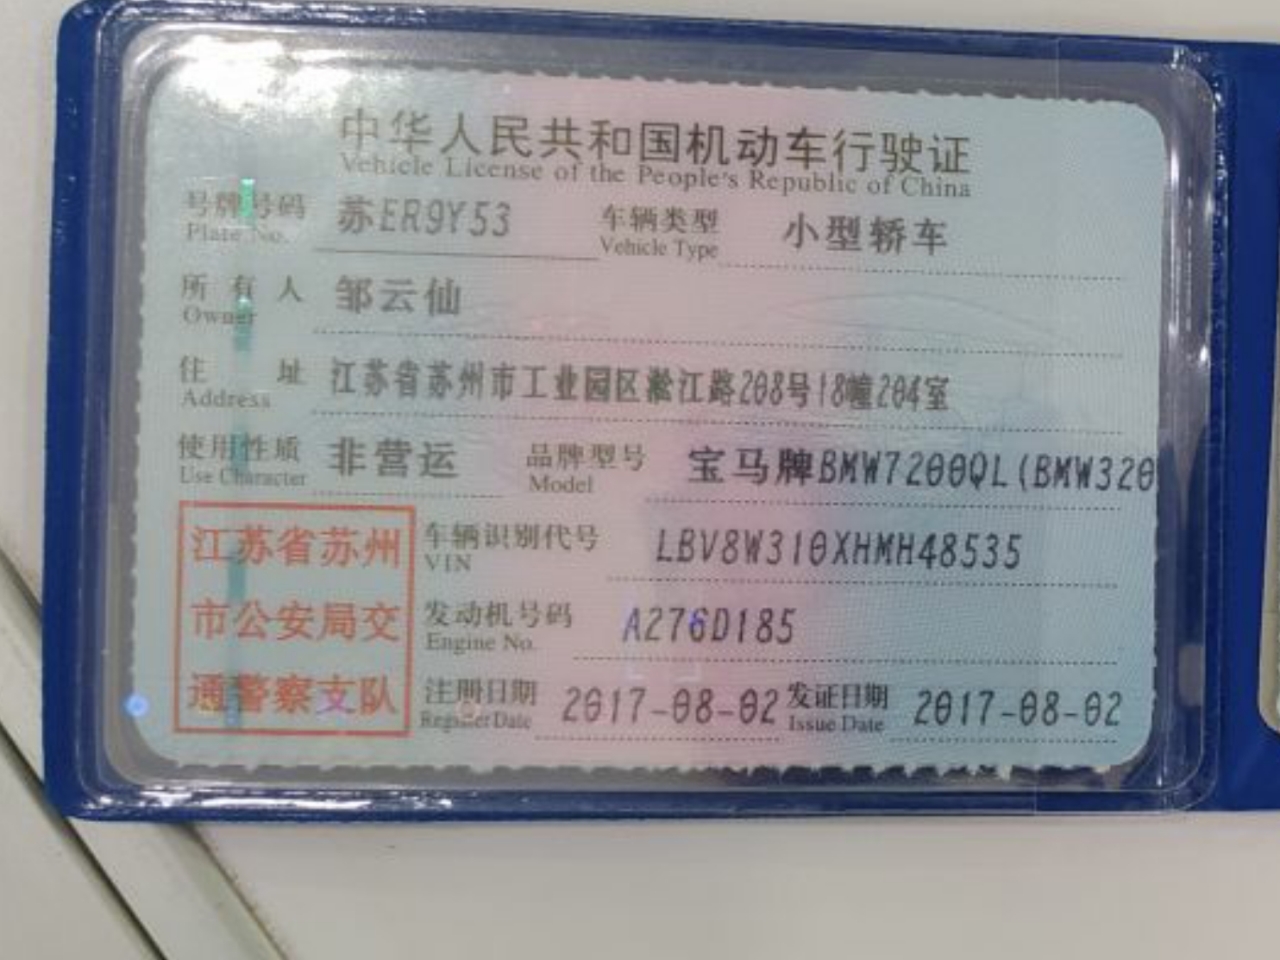 中华人民共和国机动车行驶证
Vehicle License of the People's Republic of China
号牌号码 苏ER9Y53 车辆类型 小型轿车
Plate No. Vehicle Type
所有人 邹云仙
Owner
住址 江苏省苏州市工业园区淞江路208号18幢204室
Address
使用性质 非营运 品牌型号 宝马牌BMW7200QL(BMW320
Use Character Model
江苏省苏州 车辆识别代号 LBV8W310XHMH48535
VIN
市公安局交 发动机号码 A276D185
Engine No.
通警察支队 注册日期 2017-08-02 发证日期 2017-08-02
Register Date Issue Date